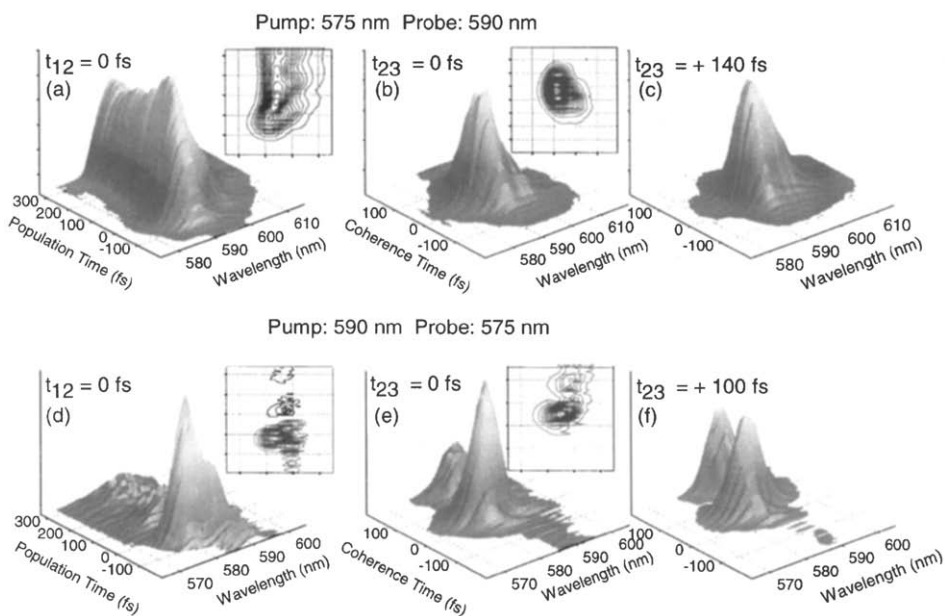 Pump: 575 nm Probe: 590 nm
t12 = 0 fs
(a)
t23 = 0 fs
(b)
t23 = + 140 fs
(c)
300
200
100
0
-100
Population Time (fs)
580
590
600
610
Wavelength (nm)
100
0
-100
Coherence Time (fs)
580
590
600
610
Wavelength (nm)
100
0
-100
580
590
600
610
Wavelength (nm)
Pump: 590 nm Probe: 575 nm
t12 = 0 fs
(d)
t23 = 0 fs
(e)
t23 = + 100 fs
(f)
300
200
100
0
-100
Population Time (fs)
570
580
590
600
Wavelength (nm)
100
0
-100
Coherence Time (fs)
570
580
590
600
Wavelength (nm)
100
0
-100
570
580
590
600
Wavelength (nm)